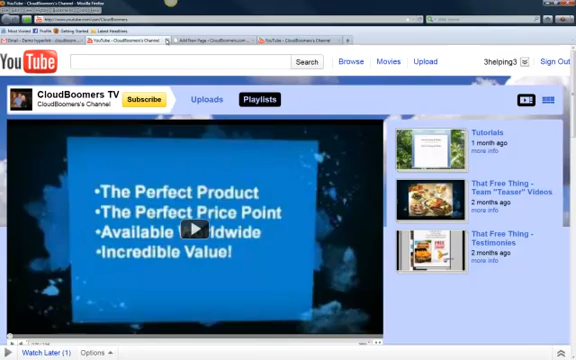 YouTube - CloudBoomers's Channel - Mozilla Firefox
http://www.youtube.com/user/CloudBoomers
Most Visited Facebook Getting Started Latest Headlines
YouTube - CloudBoomers's Channel
Add New Page - CloudBoomers.com
YouTube - CloudBoomers's Channel
YouTube
Search
Browse Movies Upload
3helping3
Sign Out
CloudBoomers TV
CloudBoomers's Channel
Subscribe
Uploads
Playlists
•The Perfect Product
•The Perfect Price Point
•Available Worldwide
•Incredible Value!
Tutorials
1 month ago
more info
That Free Thing -
Team "Teaser" Videos
2 months ago
more info
That Free Thing -
Testimonies
2 months ago
more info
Watch Later (1)
Options